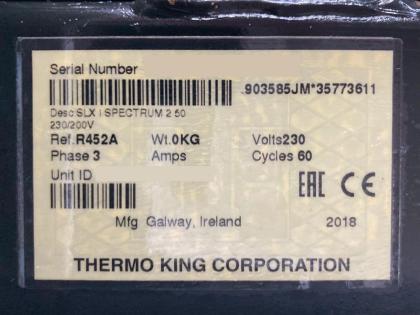 Serial Number
.903585JM*35773611
Desc SLX i SPECTRUM 2 50
230/200V
Ref.R452A Wt.0KG Volts230
Phase 3 Amps Cycles 60
Unit ID
EAC CE
Mfg Galway, Ireland 2018
THERMO KING CORPORATION